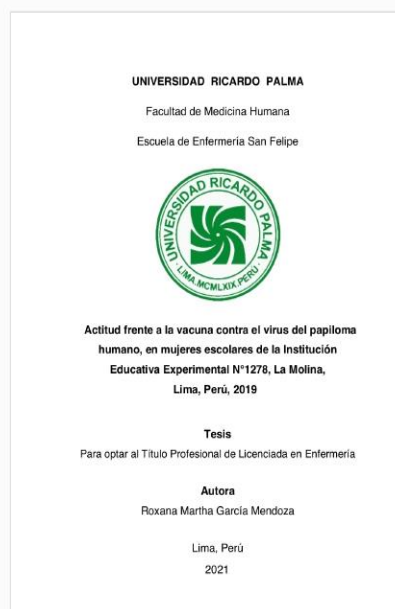 UNIVERSIDAD RICARDO PALMA
Facultad de Medicina Humana
Escuela de Enfermería San Felipe
UNIVERSIDAD RICARDO PALMA
LIMA.MCMLXIX.PERU
Actitud frente a la vacuna contra el virus del papiloma
humano, en mujeres escolares de la Institución
Educativa Experimental N°1278, La Molina,
Lima, Perú, 2019
Tesis
Para optar al Título Profesional de Licenciada en Enfermería
Autora
Roxana Martha García Mendoza
Lima, Perú
2021